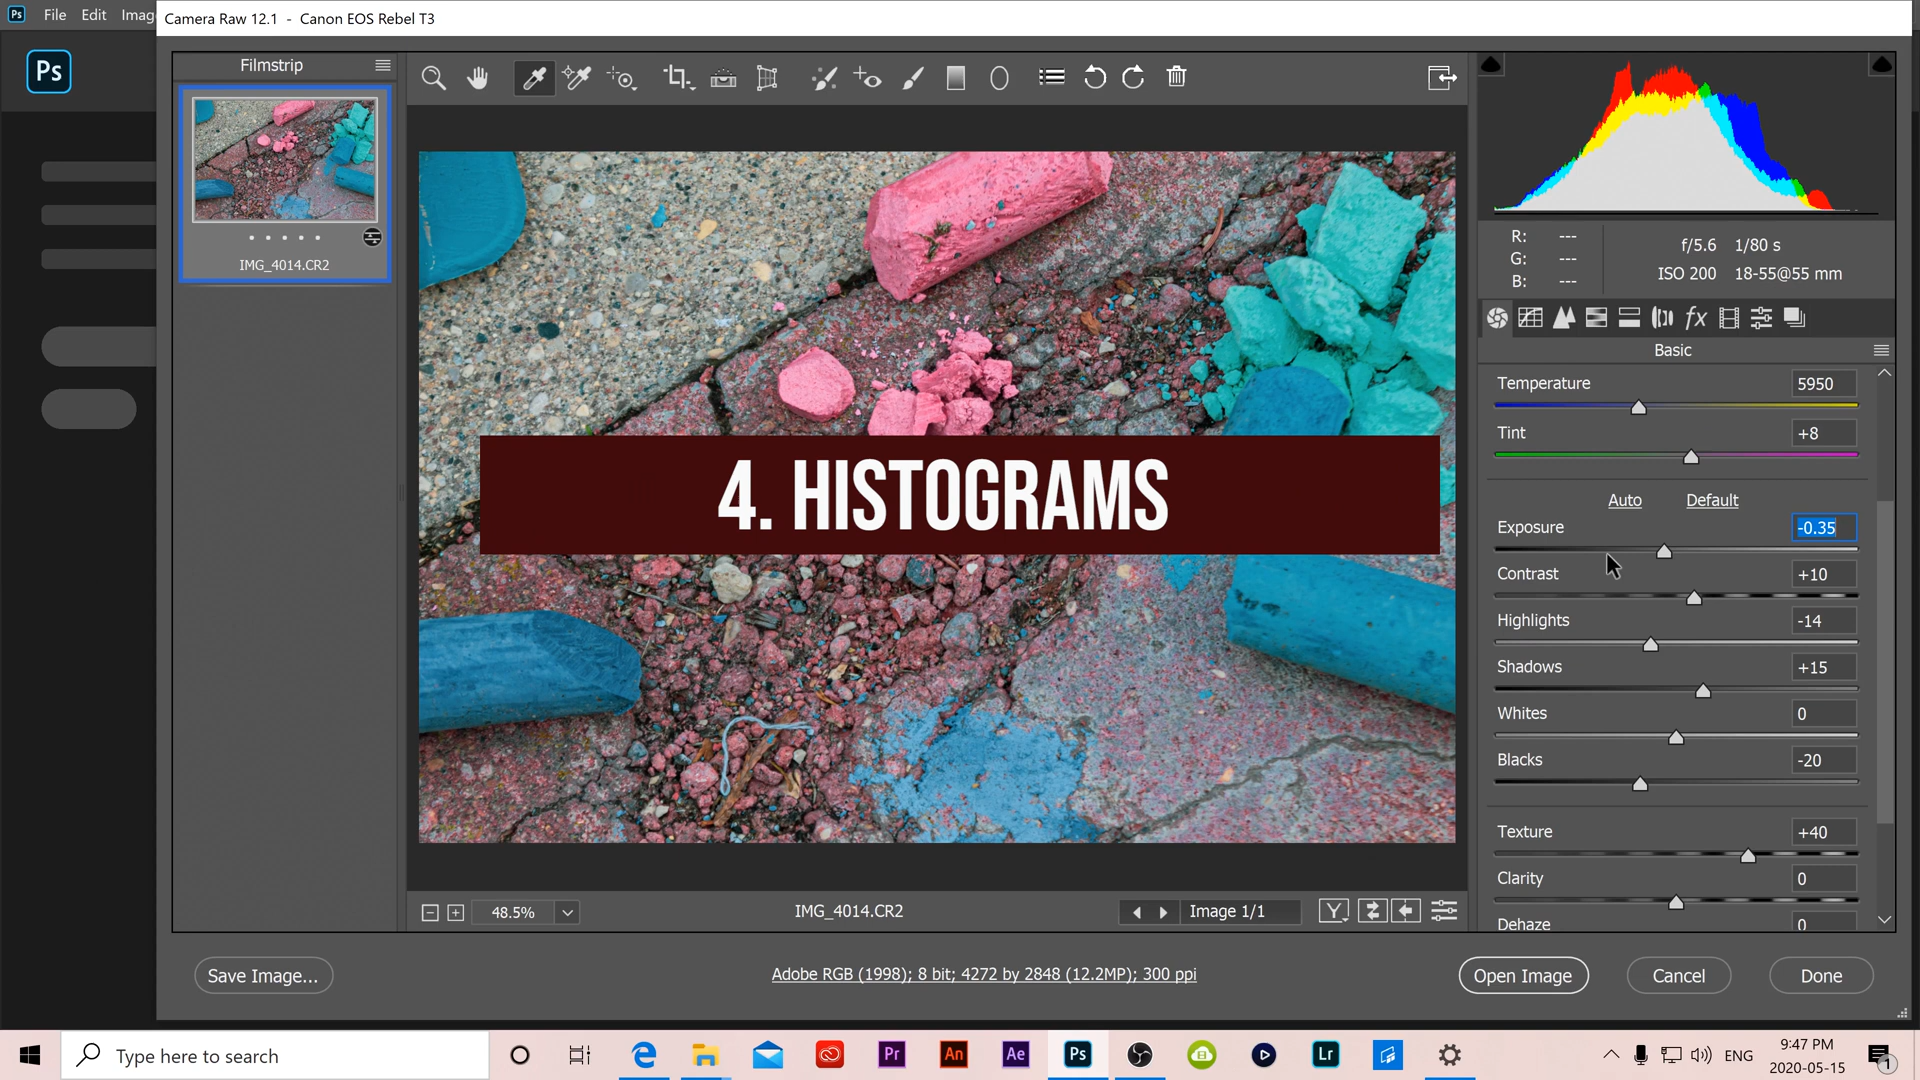 Ps File Edit Imag
Camera Raw 12.1 - Canon EOS Rebel T3
Ps
Filmstrip
IMG_4014.CR2
4. HISTOGRAMS
R: ---
G: ---
B: ---
f/5.6 1/80 s
ISO 200 18-55@55 mm
fx
Basic
Temperature 5950
Tint +8
Auto Default
Exposure -0.35
Contrast +10
Highlights -14
Shadows +15
Whites 0
Blacks -20
Texture +40
Clarity 0
Dehaze 0
48.5%
IMG_4014.CR2
Image 1/1
Y
Save Image...
Adobe RGB (1998); 8 bit; 4272 by 2848 (12.2MP); 300 ppi
Open Image
Cancel
Done
Type here to search
Pr
An
Ae
Ps
Lr
ENG
9:47 PM
2020-05-15
1